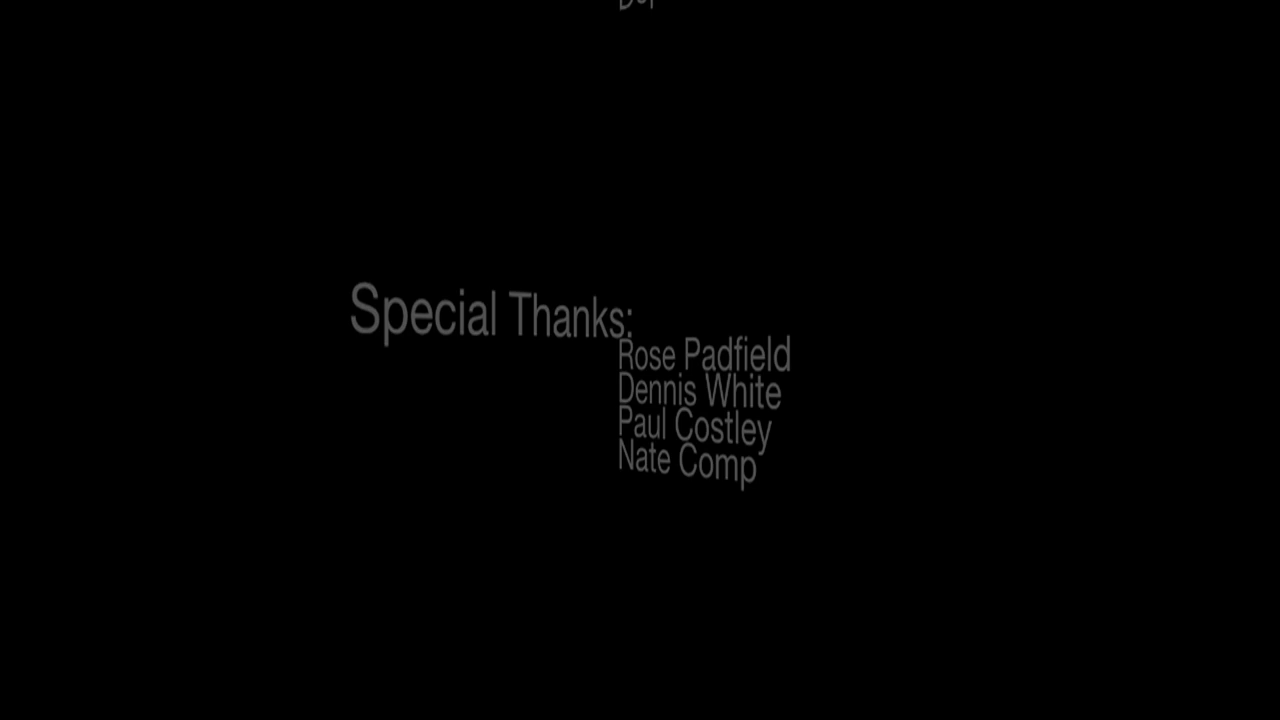 Special Thanks:
Rose Padfield
Dennis White
Paul Costley
Nate Comp